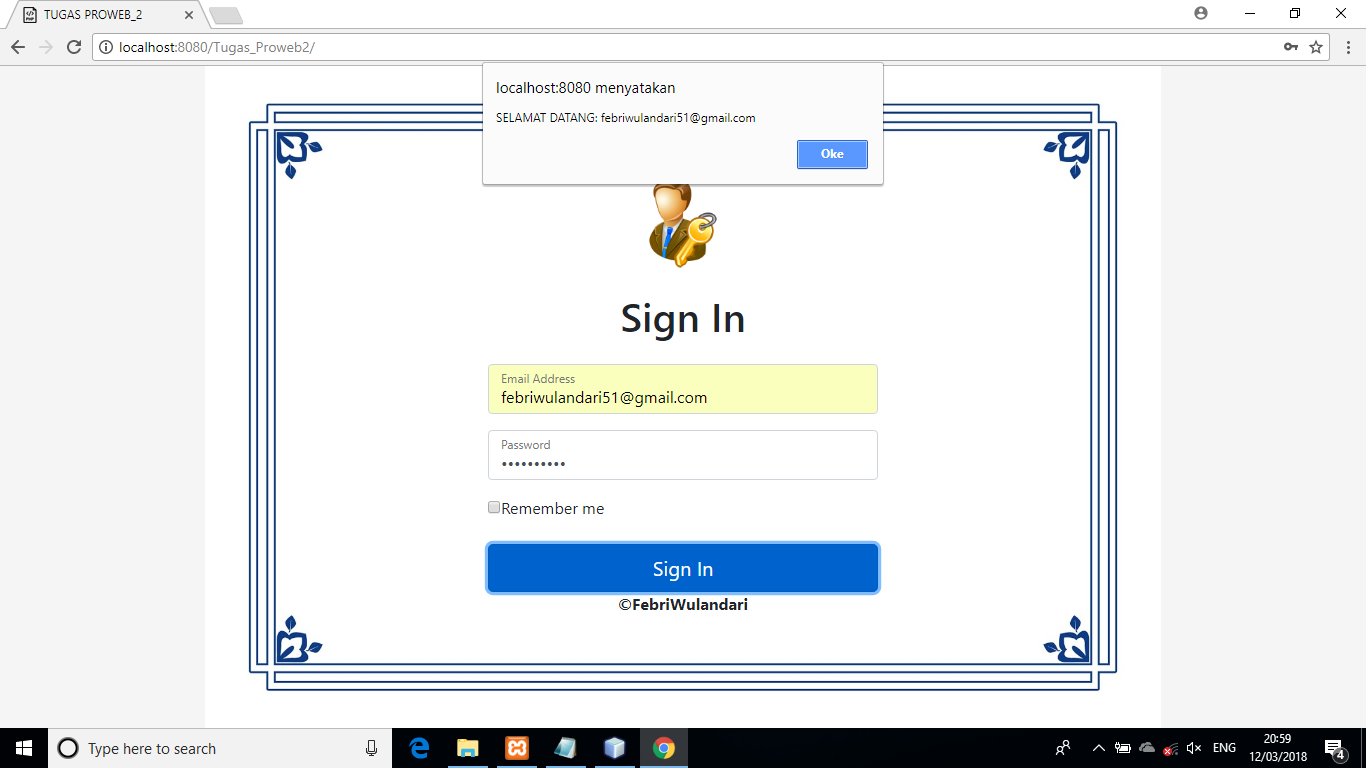 TUGAS PROWEB_2
localhost:8080/Tugas_Proweb2/
localhost:8080 menyatakan
SELAMAT DATANG: febriwulandari51@gmail.com
Oke
Sign In
Email Address
febriwulandari51@gmail.com
Password
••••••••••
Remember me
Sign In
©FebriWulandari
Type here to search
ENG
20:59
12/03/2018
4